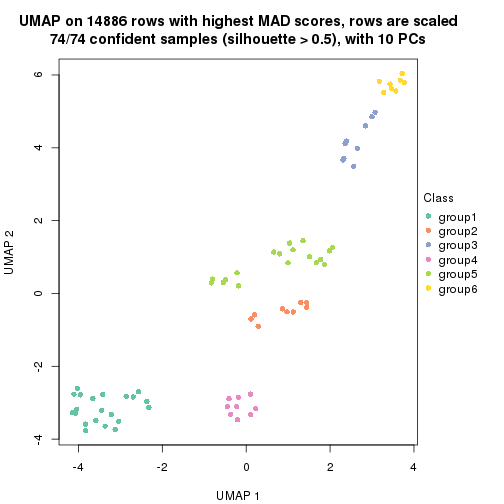 UMAP on 14886 rows with highest MAD scores, rows are scaled
74/74 confident samples (silhouette > 0.5), with 10 PCs
6
4
2
0
-2
-4
UMAP 2
-4
-2
0
2
4
UMAP 1
Class
group1
group2
group3
group4
group5
group6